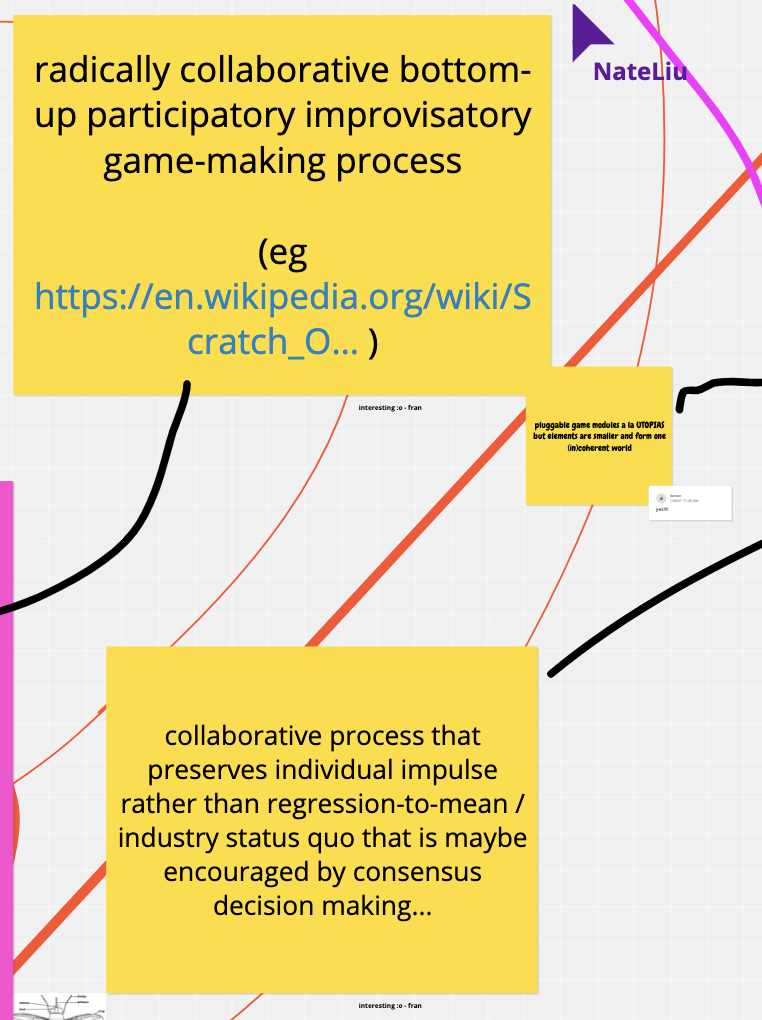 radically collaborative bottom-
up participatory improvisatory
game-making process
(eg
https://en.wikipedia.org/wiki/S
cratch_O... )
NateLiu
interesting :o - fran
pluggable game modules a la UTOPIAS
but elements are smaller and form one
(in)coherent world
yes!!!!
collaborative process that
preserves individual impulse
rather than regression-to-mean /
industry status quo that is maybe
encouraged by consensus
decision making...
interesting :o - fran